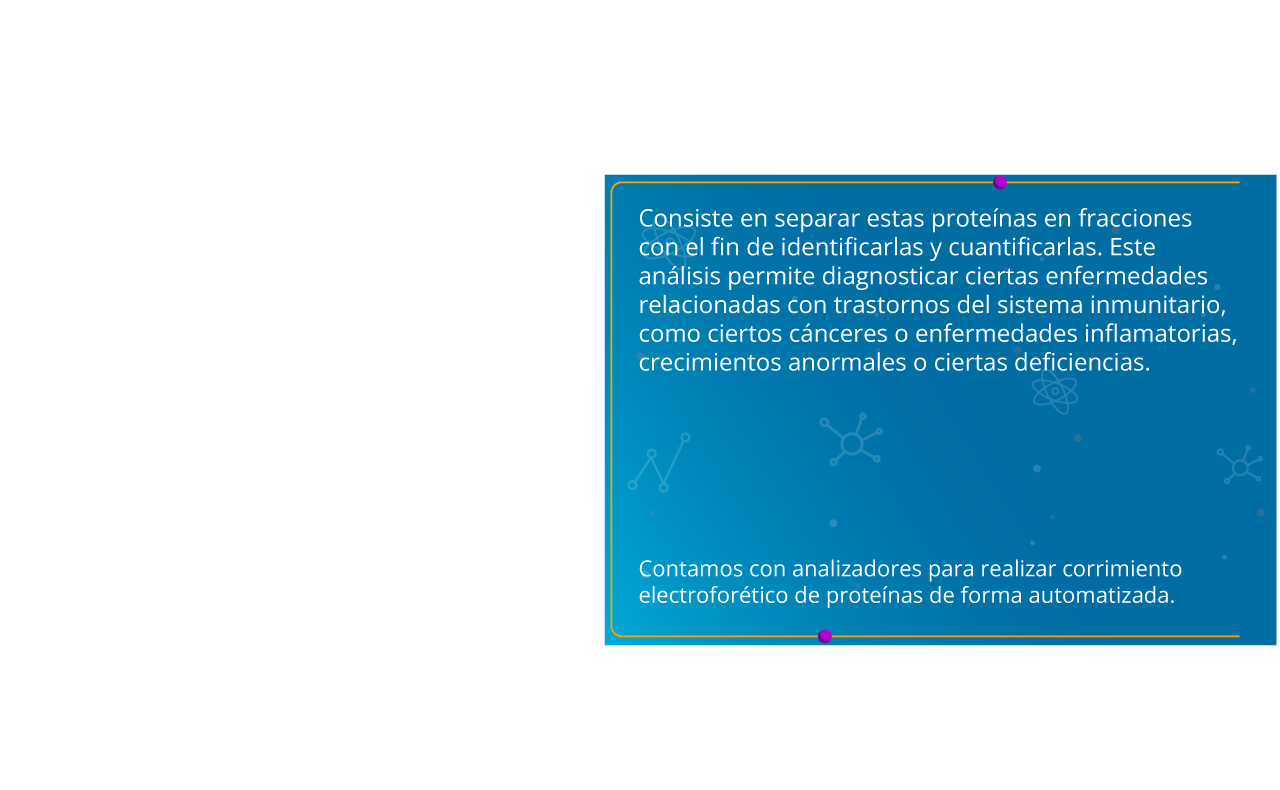 Consiste en separar estas proteínas en fracciones
con el fin de identificarlas y cuantificarlas. Este
análisis permite diagnosticar ciertas enfermedades
relacionadas con trastornos del sistema inmunitario,
como ciertos cánceres o enfermedades inflamatorias,
crecimientos anormales o ciertas deficiencias.
Contamos con analizadores para realizar corrimiento
electroforético de proteínas de forma automatizada.